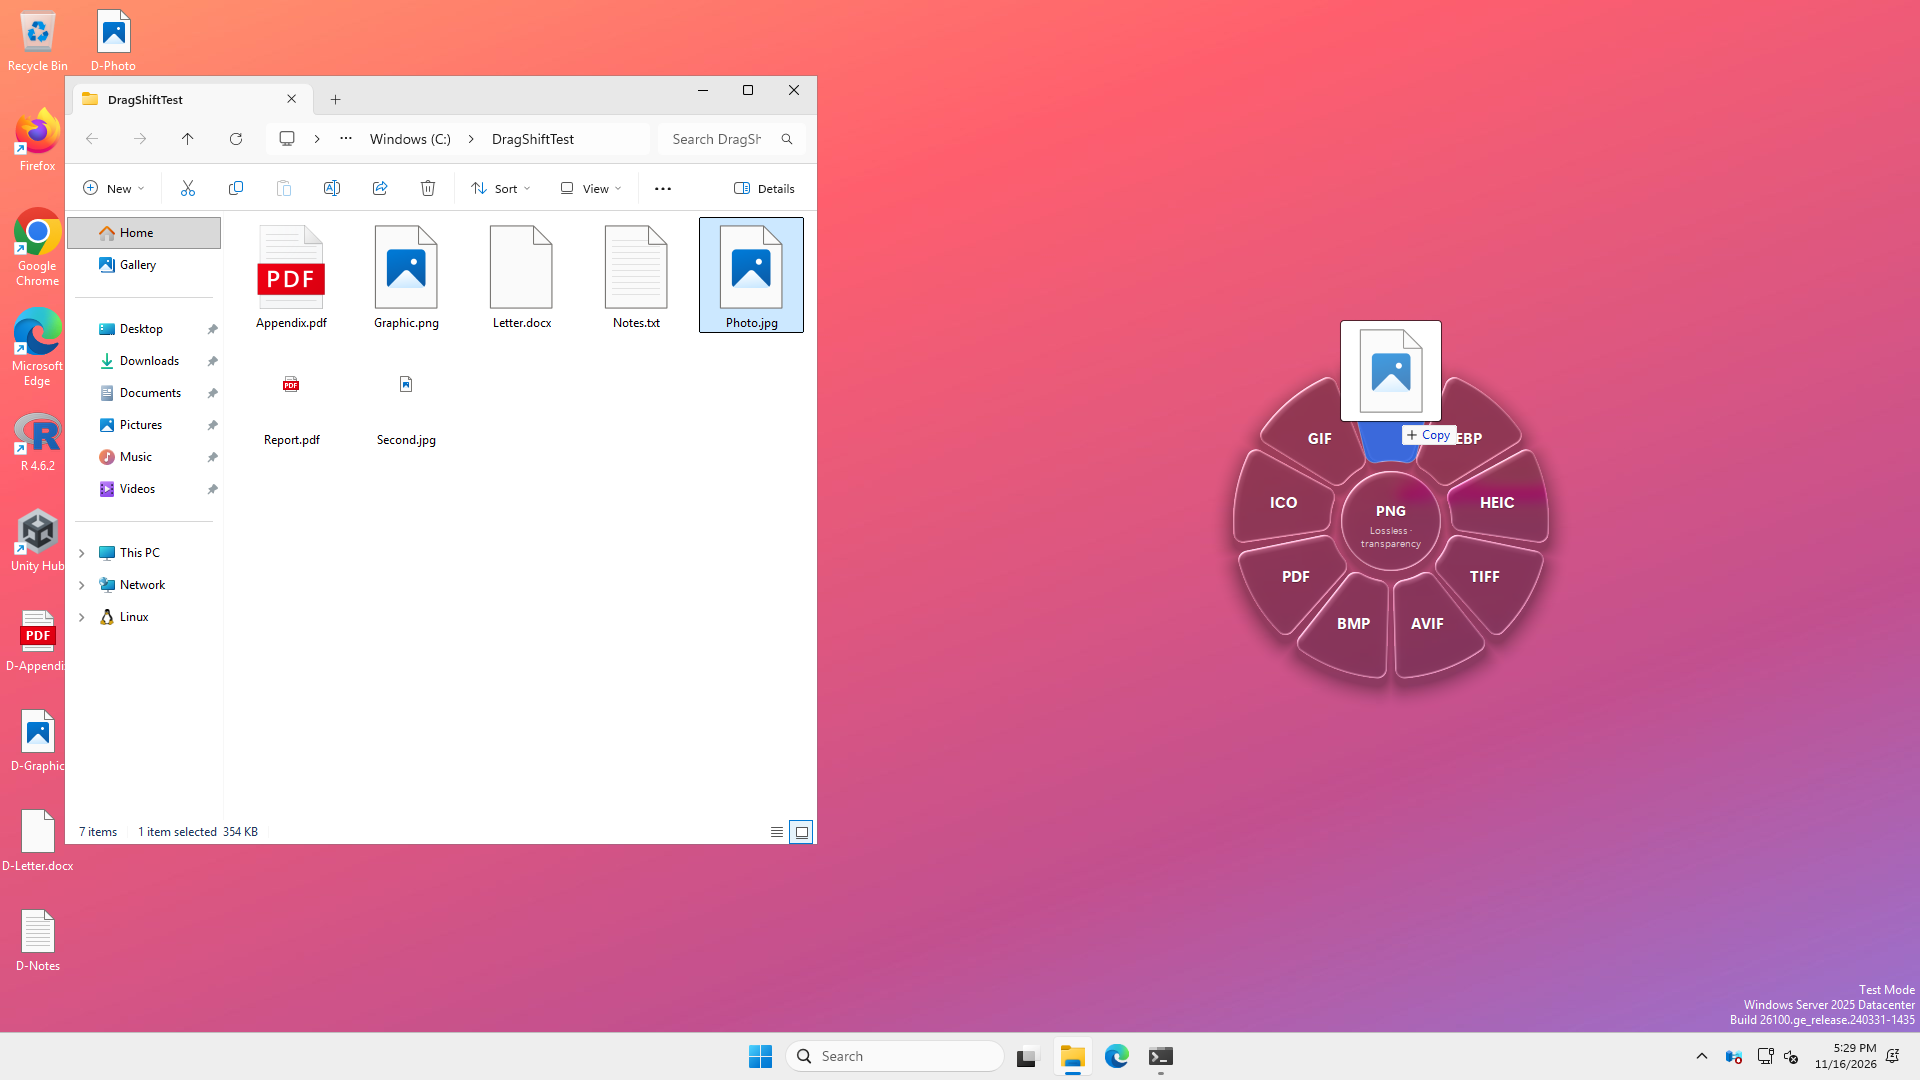 Recycle Bin
D-Photo
Firefox
Google
Chrome
Microsoft
Edge
R 4.6.2
Unity Hub
D-Appendi
PDF
D-Graphic
D-Letter.docx
D-Notes
DragShiftTest
Windows (C:)
DragShiftTest
Search DragSh
New
Sort
View
Details
Home
Gallery
Desktop
Downloads
Documents
Pictures
Music
Videos
This PC
Network
Linux
PDF
Appendix.pdf
Graphic.png
Letter.docx
Notes.txt
Photo.jpg
PDF
Report.pdf
Second.jpg
7 items
1 item selected 354 KB
Copy
GIF
EBP
ICO
HEIC
PNG
Lossless ·
transparency
PDF
TIFF
BMP
AVIF
Test Mode
Windows Server 2025 Datacenter
Build 26100.ge_release.240331-1435
Search
5:29 PM
11/16/2026